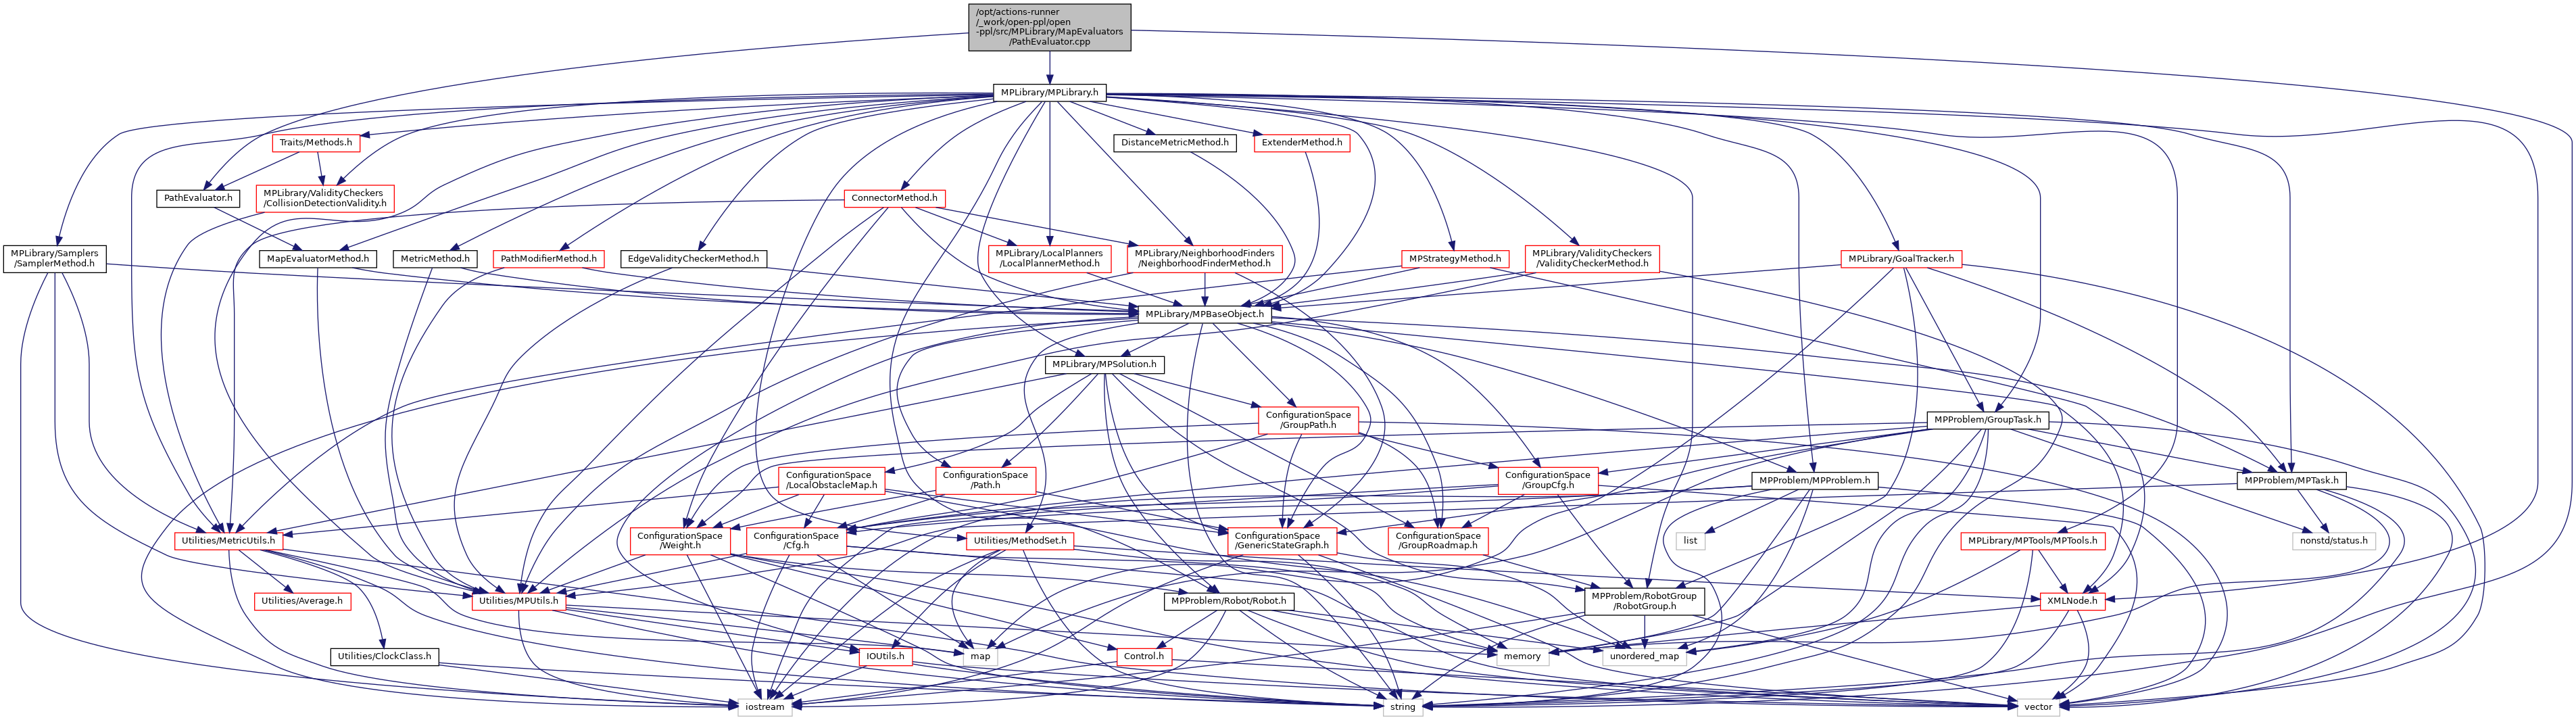 /opt/actions-runner
/_work/open-ppl/open
-ppl/src/MPLibrary/MapEvaluators
/PathEvaluator.cpp
MPLibrary/MPLibrary.h
Traits/Methods.h
DistanceMetricMethod.h
ExtenderMethod.h
PathEvaluator.h
MPLibrary/ValidityCheckers
/CollisionDetectionValidity.h
ConnectorMethod.h
MPLibrary/Samplers
/SamplerMethod.h
MapEvaluatorMethod.h
MetricMethod.h
PathModifierMethod.h
EdgeValidityCheckerMethod.h
MPLibrary/LocalPlanners
/LocalPlannerMethod.h
MPLibrary/NeighborhoodFinders
/NeighborhoodFinderMethod.h
MPStrategyMethod.h
MPLibrary/ValidityCheckers
/ValidityCheckerMethod.h
MPLibrary/GoalTracker.h
MPLibrary/MPBaseObject.h
MPLibrary/MPSolution.h
ConfigurationSpace
/GroupPath.h
MPProblem/GroupTask.h
ConfigurationSpace
/LocalObstacleMap.h
ConfigurationSpace
/Path.h
ConfigurationSpace
/GroupCfg.h
MPProblem/MPProblem.h
MPProblem/MPTask.h
Utilities/MetricUtils.h
ConfigurationSpace
/Weight.h
ConfigurationSpace
/Cfg.h
Utilities/MethodSet.h
ConfigurationSpace
/GenericStateGraph.h
ConfigurationSpace
/GroupRoadmap.h
list
MPLibrary/MPTools/MPTools.h
nonstd/status.h
Utilities/Average.h
Utilities/MPUtils.h
MPProblem/Robot/Robot.h
MPProblem/RobotGroup
/RobotGroup.h
XMLNode.h
Utilities/ClockClass.h
IOUtils.h
map
Control.h
memory
unordered_map
iostream
string
vector